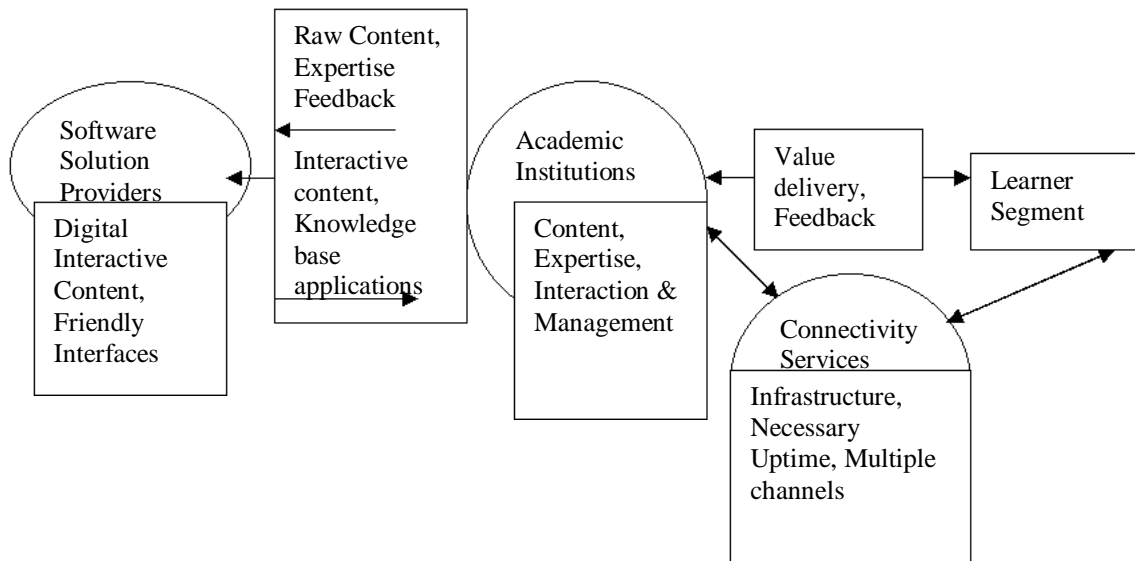 Software
Solution
Providers
Digital
Interactive
Content,
Friendly
Interfaces
Raw Content,
Expertise
Feedback
Interactive
content,
Knowledge
base
applications
Academic
Institutions
Content,
Expertise,
Interaction &
Management
Value
delivery,
Feedback
Learner
Segment
Connectivity
Services
Infrastructure,
Necessary
Uptime, Multiple
channels